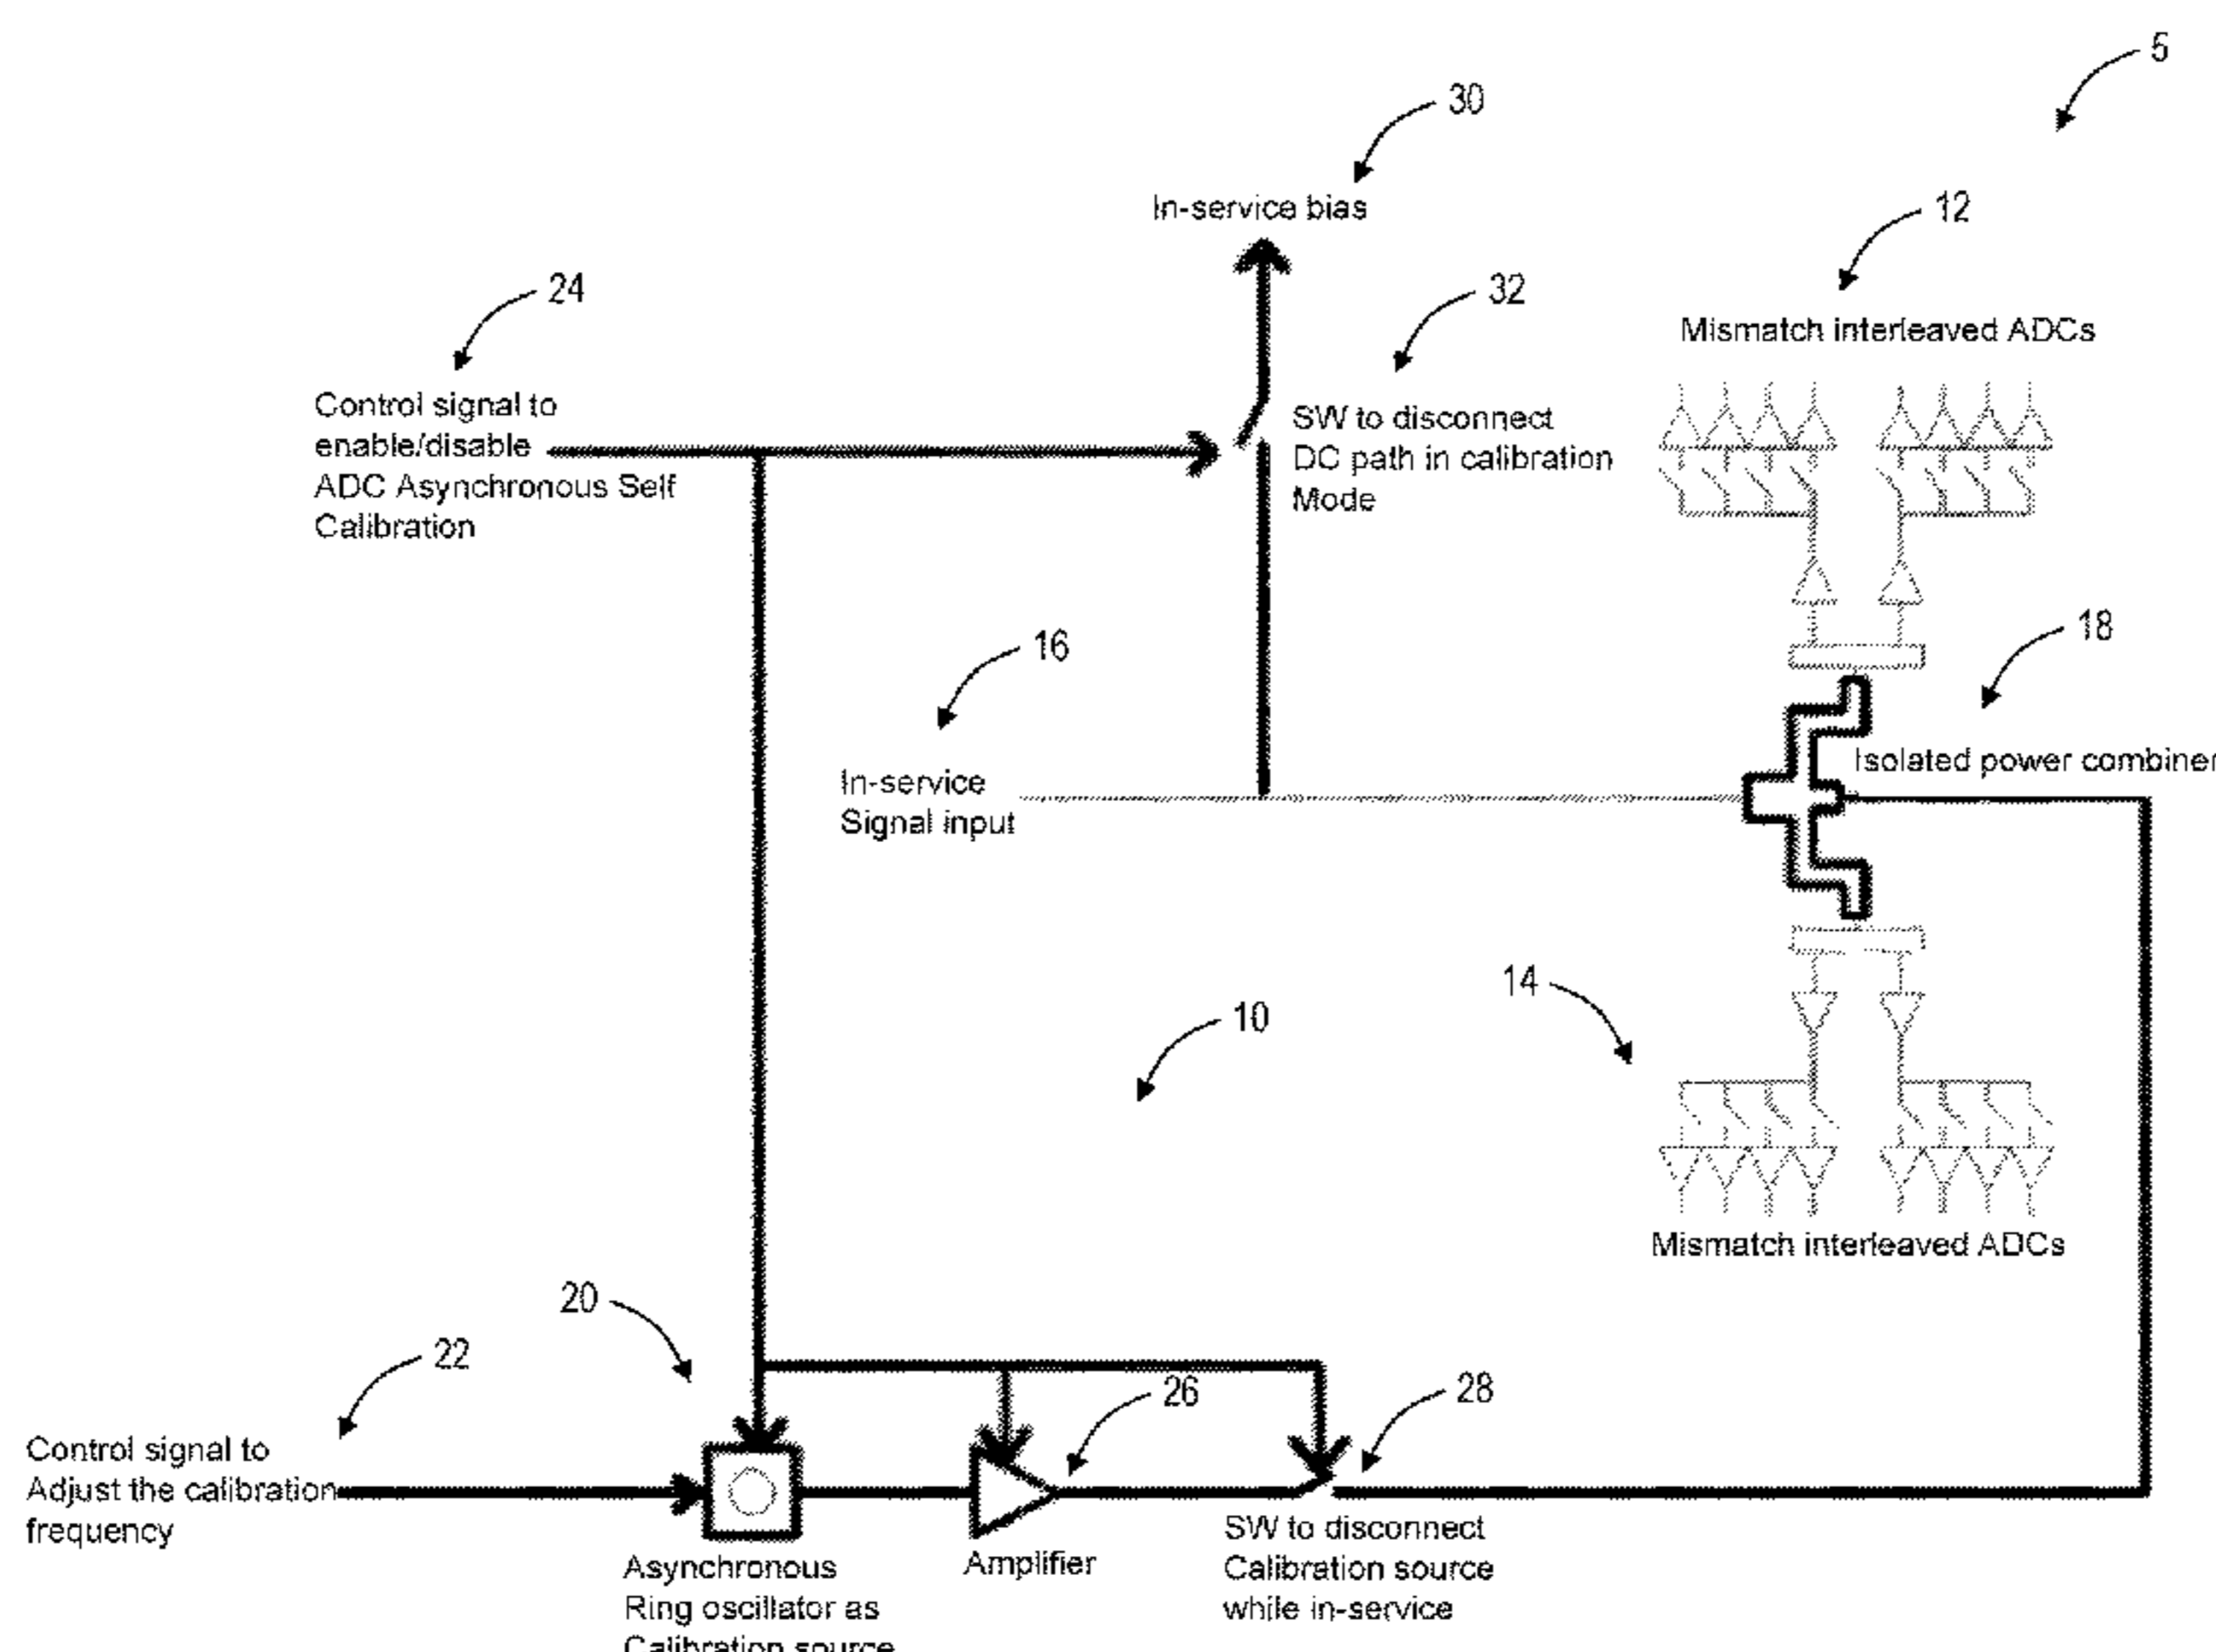 5
30
In-service bias
12
24
32
Mismatch interleaved ADCs
Control signal to
enable/disable
ADC Asynchronous Self
Calibration
SW to disconnect
DC path in calibration
Mode
16
18
In-service
Signal input
Isolated power combiner
14
10
Mismatch interleaved ADCs
20
22
26
28
Control signal to
Adjust the calibration
frequency
Asynchronous
Ring oscillator as
Calibration source
Amplifier
SW to disconnect
Calibration source
while in-service